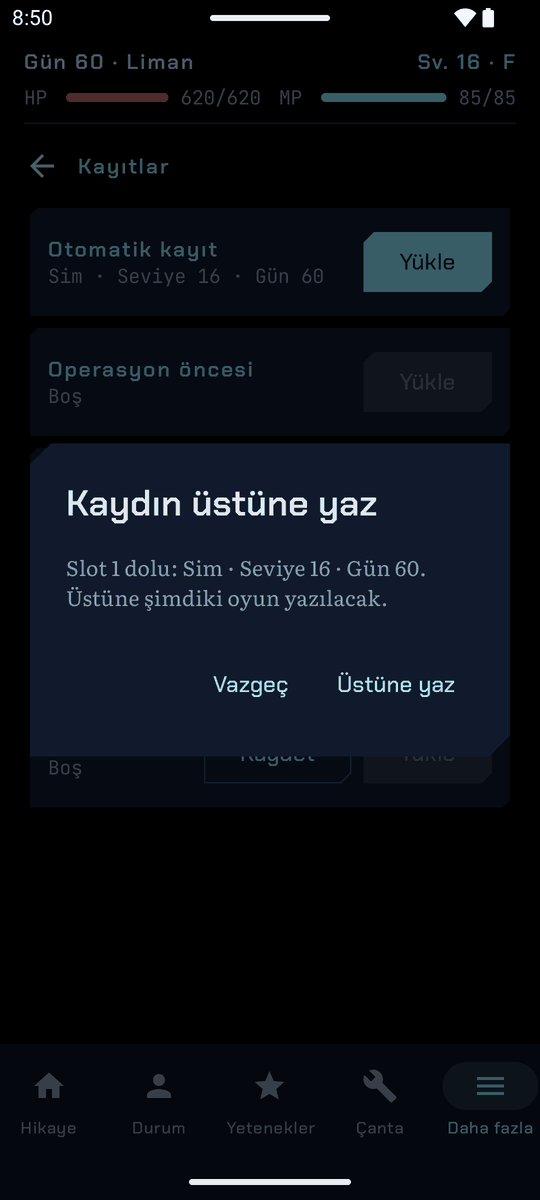 8:50
Gün 60 · Liman
Sv. 16 · F
HP 620/620 MP 85/85
Kayıtlar
Otomatik kayıt
Sim · Seviye 16 · Gün 60
Yükle
Operasyon öncesi
Boş
Yükle
Kaydın üstüne yaz
Slot 1 dolu: Sim · Seviye 16 · Gün 60.
Üstüne şimdiki oyun yazılacak.
Vazgeç
Üstüne yaz
Boş
Kaydet
Yükle
Hikaye
Durum
Yetenekler
Çanta
Daha fazla